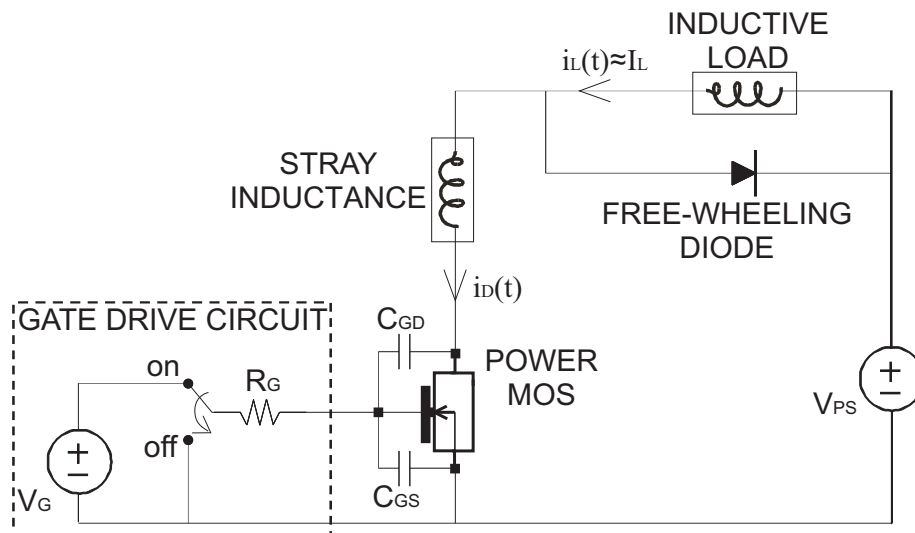 INDUCTIVE
LOAD
iL(t)≈IL
STRAY
INDUCTANCE
FREE-WHEELING
DIODE
iD(t)
GATE DRIVE CIRCUIT
CGD
POWER
MOS
on
RG
VPS
+
−
off
+
−
VG
CGS